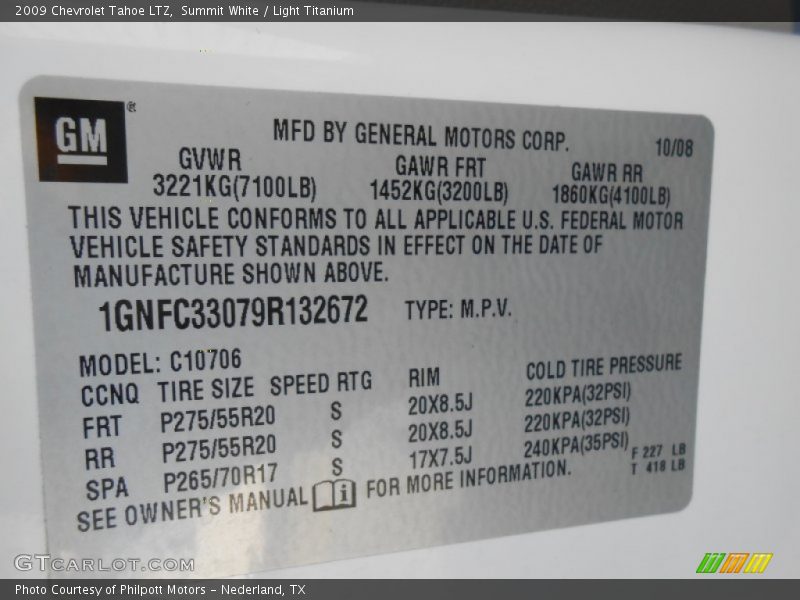 2009 Chevrolet Tahoe LTZ,  Summit White / Light Titanium
GM ®
MFD BY GENERAL MOTORS CORP. 10/08
GVWR GAWR FRT GAWR RR
3221KG(7100LB) 1452KG(3200LB) 1860KG(4100LB)
THIS VEHICLE CONFORMS TO ALL APPLICABLE U.S. FEDERAL MOTOR
VEHICLE SAFETY STANDARDS IN EFFECT ON THE DATE OF
MANUFACTURE SHOWN ABOVE.
1GNFC33079R132672 TYPE: M.P.V.
MODEL: C10706
CCNQ TIRE SIZE SPEED RTG RIM COLD TIRE PRESSURE
FRT P275/55R20 S 20X8.5J 220KPA(32PSI)
RR P275/55R20 S 20X8.5J 220KPA(32PSI)
SPA P265/70R17 S 17X7.5J 240KPA(35PSI) F 227 LB
T 418 LB
SEE OWNER'S MANUAL i FOR MORE INFORMATION.
GTCARLOT.COM
Photo Courtesy of Philpott Motors - Nederland, TX